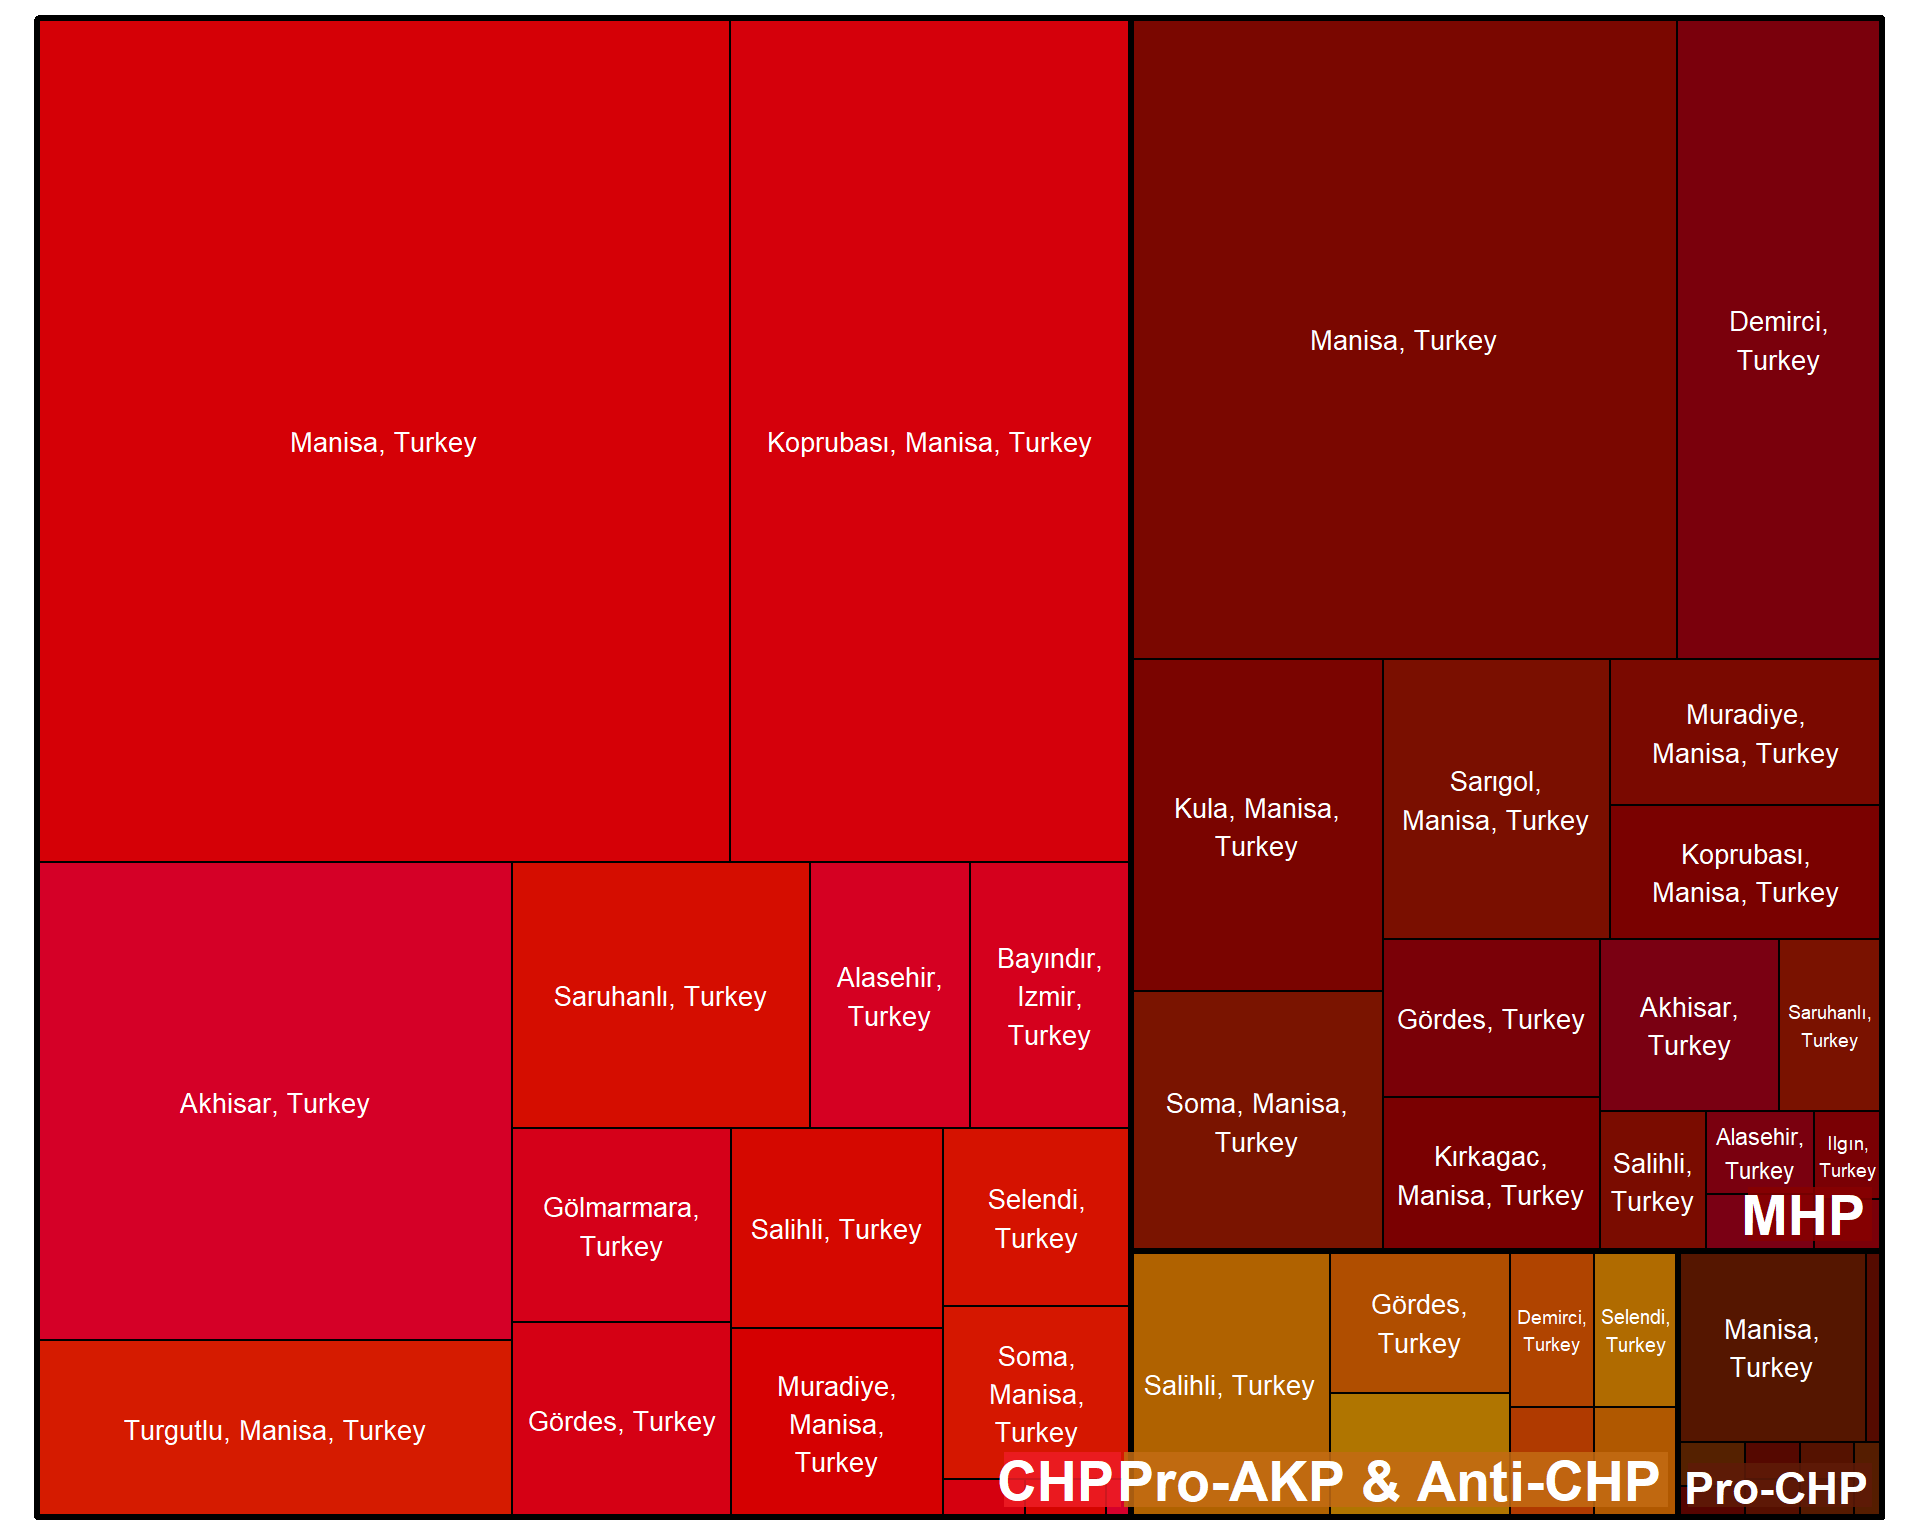 Manisa, Turkey
Koprubası, Manisa, Turkey
Akhisar, Turkey
Turgutlu, Manisa, Turkey
Saruhanlı, Turkey
Alasehir,
Turkey
Bayındır,
Izmir,
Turkey
Gölmarmara,
Turkey
Gördes, Turkey
Salihli, Turkey
Muradiye,
Manisa,
Turkey
Selendi,
Turkey
Soma,
Manisa,
Turkey
CHP
Manisa, Turkey
Demirci,
Turkey
Kula, Manisa,
Turkey
Soma, Manisa,
Turkey
Sarıgol,
Manisa, Turkey
Muradiye,
Manisa, Turkey
Koprubası,
Manisa, Turkey
Gördes, Turkey
Kırkagac,
Manisa, Turkey
Akhisar,
Turkey
Saruhanlı,
Turkey
Salihli,
Turkey
Alasehir,
Turkey
Ilgın,
Turkey
MHP
Salihli, Turkey
Gördes,
Turkey
Demirci,
Turkey
Selendi,
Turkey
Pro-AKP & Anti-CHP
Manisa,
Turkey
Pro-CHP